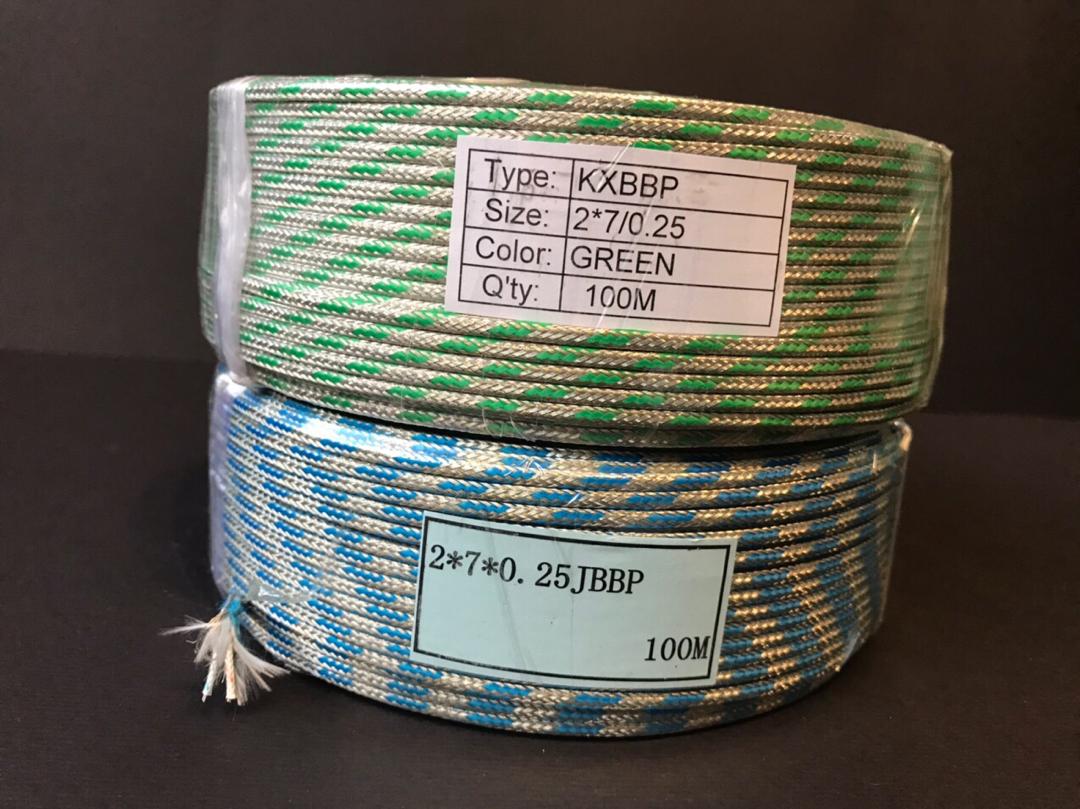 Type: KXBBP
Size: 2*7/0.25
Color: GREEN
Q'ty: 100M
2*7*0.25JBBP
100M